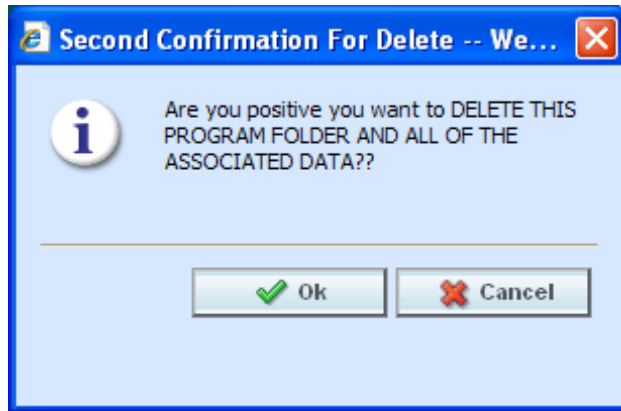 Second Confirmation For Delete -- We...
Are you positive you want to DELETE THIS
PROGRAM FOLDER AND ALL OF THE
ASSOCIATED DATA??
Ok
Cancel